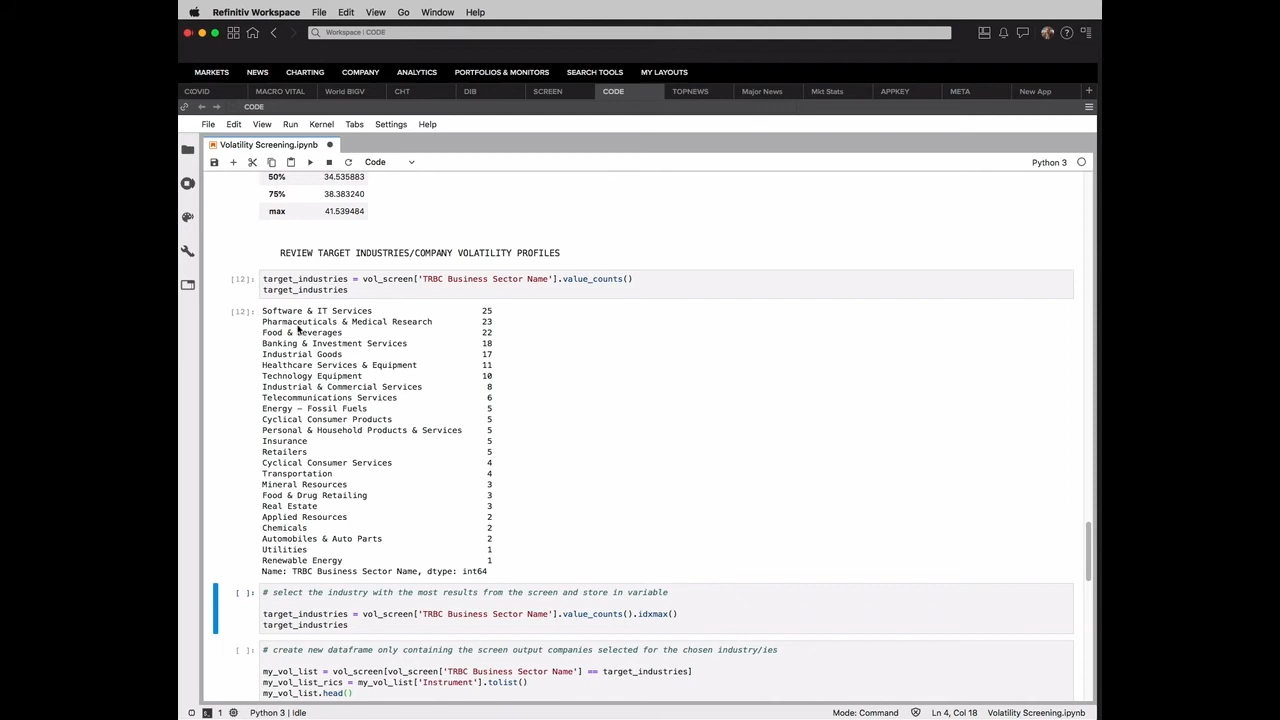 Refinitiv Workspace File Edit View Go Window Help
Workspace | CODE
MARKETS NEWS CHARTING COMPANY ANALYTICS PORTFOLIOS & MONITORS SEARCH TOOLS MY LAYOUTS
MACRO VITAL World BIGV CHT DIB SCREEN CODE TOPNEWS Major News Mkt Stats APPKEY META New App
CODE
File Edit View Run Kernel Tabs Settings Help
Volatility Screening.ipynb
Code Python 3
50% 34.535883
75% 38.383240
max 41.539484
REVIEW TARGET INDUSTRIES/COMPANY VOLATILITY PROFILES
[12]: target_industries = vol_screen['TRBC Business Sector Name'].value_counts()
target_industries
[12]: Software & IT Services 25
Pharmaceuticals & Medical Research 23
Food & Beverages 22
Banking & Investment Services 18
Industrial Goods 17
Healthcare Services & Equipment 11
Technology Equipment 10
Industrial & Commercial Services 8
Telecommunications Services 6
Energy - Fossil Fuels 5
Cyclical Consumer Products 5
Personal & Household Products & Services 5
Insurance 5
Retailers 5
Cyclical Consumer Services 4
Transportation 4
Mineral Resources 3
Food & Drug Retailing 3
Real Estate 3
Applied Resources 2
Chemicals 2
Automobiles & Auto Parts 2
Utilities 1
Renewable Energy 1
Name: TRBC Business Sector Name, dtype: int64
[ ]: # select the industry with the most results from the screen and store in variable
target_industries = vol_screen['TRBC Business Sector Name'].value_counts().idxmax()
target_industries
[ ]: # create new dataframe only containing the screen output companies selected for the chosen industry/ies
my_vol_list = vol_screen[vol_screen['TRBC Business Sector Name'] == target_industries]
my_vol_list_rics = my_vol_list['Instrument'].tolist()
my_vol_list.head()
1 Python 3 | Idle Mode: Command Ln 4, Col 18 Volatility Screening.ipynb